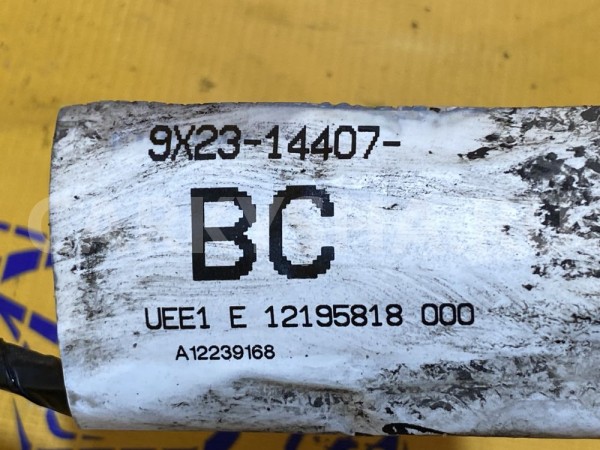 9X23-14407-
BC
UEE1 E 12195818 000
A12239168